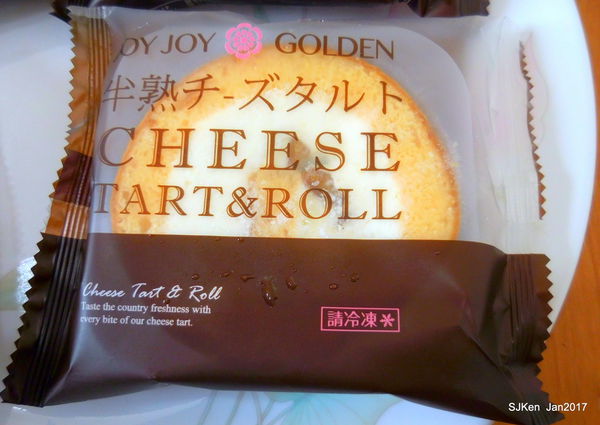 JOY JOY GOLDEN
半熟チ-ズタルト
CHEESE
TART&ROLL
Cheese Tart & Roll
Taste the country freshness with
every bite of our cheese tart.
請冷凍
SJKen Jan2017